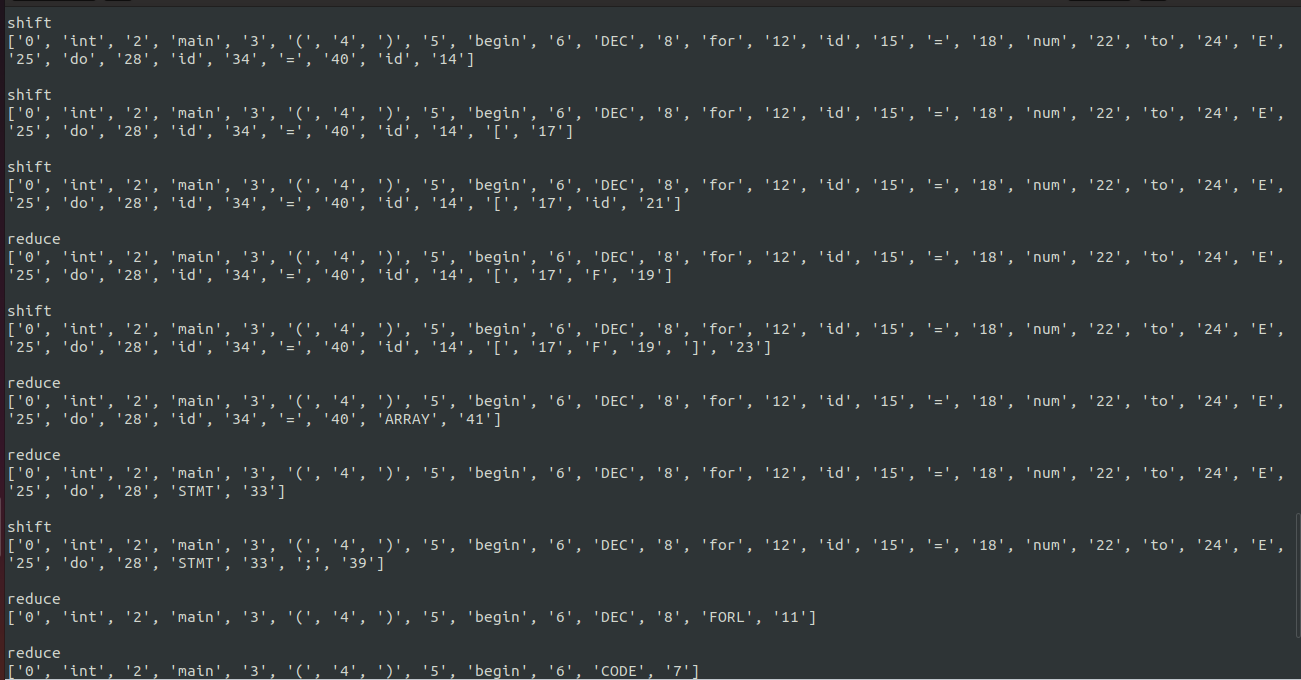 shift
['0', 'int', '2', 'main', '3', '(', '4', ')', '5', 'begin', '6', 'DEC', '8', 'for', '12', 'id', '15', '=', '18', 'num', '22', 'to', '24', 'E',
'25', 'do', '28', 'id', '34', '=', '40', 'id', '14']
shift
['0', 'int', '2', 'main', '3', '(', '4', ')', '5', 'begin', '6', 'DEC', '8', 'for', '12', 'id', '15', '=', '18', 'num', '22', 'to', '24', 'E',
'25', 'do', '28', 'id', '34', '=', '40', 'id', '14', '[', '17']
shift
['0', 'int', '2', 'main', '3', '(', '4', ')', '5', 'begin', '6', 'DEC', '8', 'for', '12', 'id', '15', '=', '18', 'num', '22', 'to', '24', 'E',
'25', 'do', '28', 'id', '34', '=', '40', 'id', '14', '[', '17', 'id', '21']
reduce
['0', 'int', '2', 'main', '3', '(', '4', ')', '5', 'begin', '6', 'DEC', '8', 'for', '12', 'id', '15', '=', '18', 'num', '22', 'to', '24', 'E',
'25', 'do', '28', 'id', '34', '=', '40', 'id', '14', '[', '17', 'F', '19']
shift
['0', 'int', '2', 'main', '3', '(', '4', ')', '5', 'begin', '6', 'DEC', '8', 'for', '12', 'id', '15', '=', '18', 'num', '22', 'to', '24', 'E',
'25', 'do', '28', 'id', '34', '=', '40', 'id', '14', '[', '17', 'F', '19', ']', '23']
reduce
['0', 'int', '2', 'main', '3', '(', '4', ')', '5', 'begin', '6', 'DEC', '8', 'for', '12', 'id', '15', '=', '18', 'num', '22', 'to', '24', 'E',
'25', 'do', '28', 'id', '34', '=', '40', 'ARRAY', '41']
reduce
['0', 'int', '2', 'main', '3', '(', '4', ')', '5', 'begin', '6', 'DEC', '8', 'for', '12', 'id', '15', '=', '18', 'num', '22', 'to', '24', 'E',
'25', 'do', '28', 'STMT', '33']
shift
['0', 'int', '2', 'main', '3', '(', '4', ')', '5', 'begin', '6', 'DEC', '8', 'for', '12', 'id', '15', '=', '18', 'num', '22', 'to', '24', 'E',
'25', 'do', '28', 'STMT', '33', ';', '39']
reduce
['0', 'int', '2', 'main', '3', '(', '4', ')', '5', 'begin', '6', 'DEC', '8', 'FORL', '11']
reduce
['0', 'int', '2', 'main', '3', '(', '4', ')', '5', 'begin', '6', 'CODE', '7']